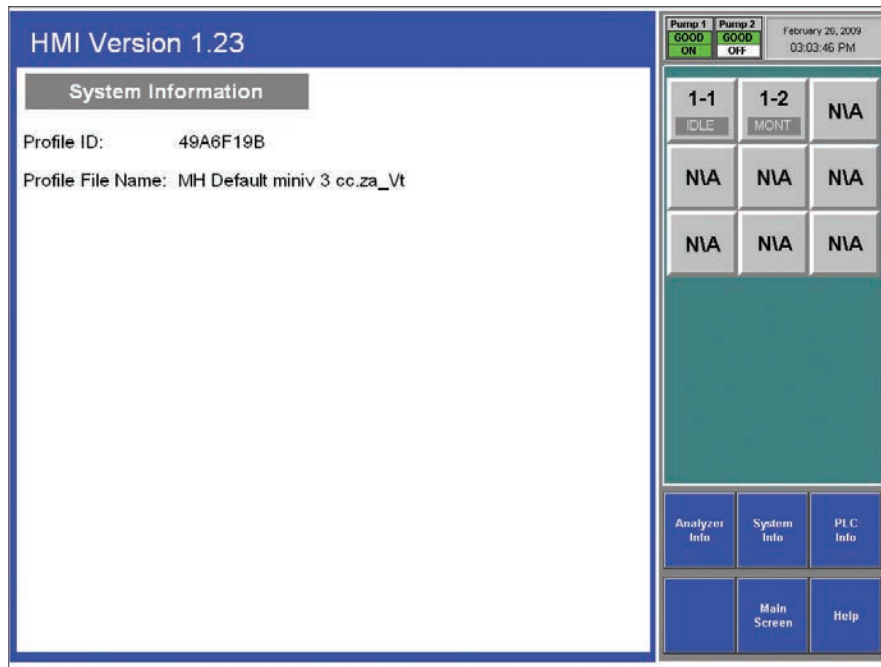 HMI Version 1.23
System Information
Profile ID: 49A6F19B
Profile File Name: MH Default miniv 3 cc.za_Vt
Pump 1 Pump 2
GOOD GOOD
ON OFF
February 26, 2009
03:03:46 PM
1-1 1-2 N\A
IDLE MONT
N\A N\A N\A
N\A N\A N\A
Analyzer System PLC
Info Info Info
Main Help
Screen